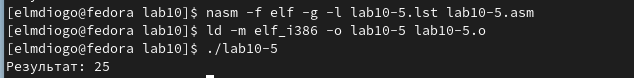 [elmdiogo@fedora lab10]$ nasm -f elf -g -l lab10-5.lst lab10-5.asm
[elmdiogo@fedora lab10]$ ld -m elf_i386 -o lab10-5 lab10-5.o
[elmdiogo@fedora lab10]$ ./lab10-5
Результат: 25